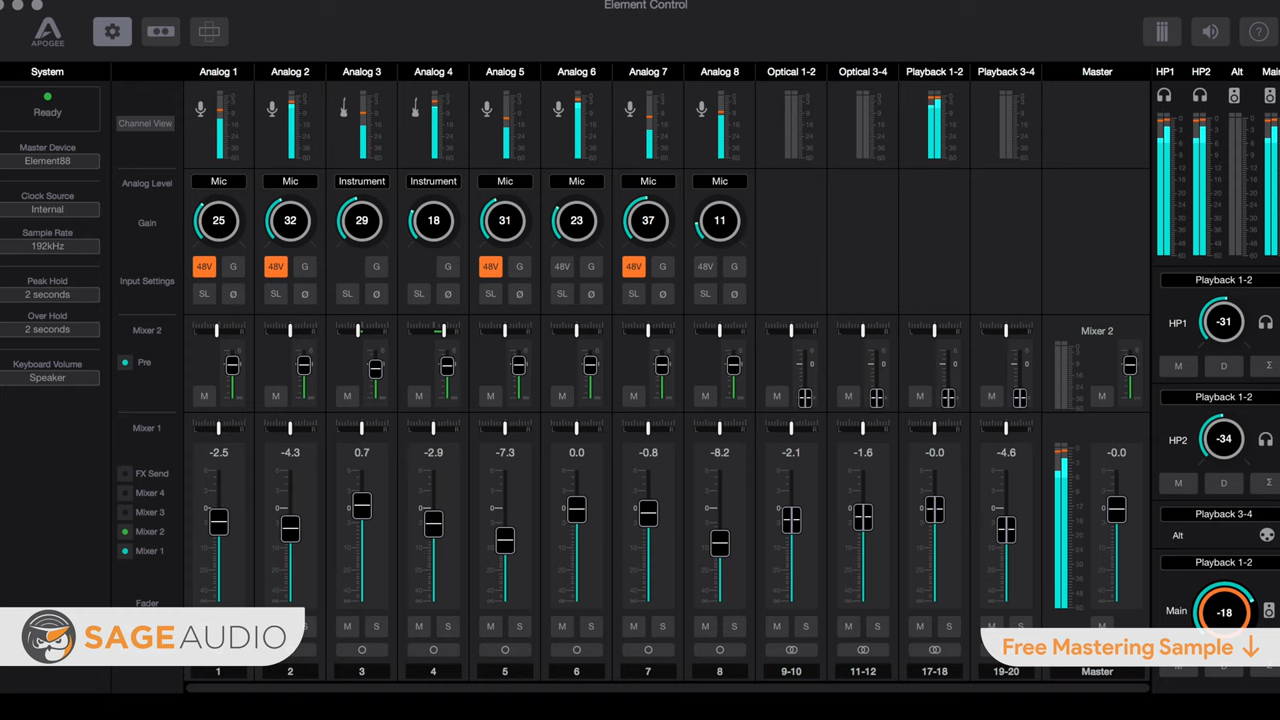 Element Control
APOGEE
System
Analog 1 Analog 2 Analog 3 Analog 4 Analog 5 Analog 6 Analog 7 Analog 8 Optical 1-2 Optical 3-4 Playback 1-2 Playback 3-4 Master HP1 HP2 Alt Main
Ready
Channel View
Master Device
Element88
Analog Level Mic Mic Instrument Instrument Mic Mic Mic Mic
Clock Source
Internal
Gain 25 32 29 18 31 23 37 11
Sample Rate
192kHz
48V G 48V G G G 48V G 48V G 48V G 48V G
Peak Hold
2 seconds
Input Settings
SL Ø SL Ø SL Ø SL Ø SL Ø SL Ø SL Ø SL Ø
Over Hold
2 seconds
Mixer 2 Mixer 2
Pre
Keyboard Volume
Speaker
M M M M M M M M M M M M M
Mixer 1
-2.5 -4.3 0.7 -2.9 -7.3 0.0 -0.8 -8.2 -2.1 -1.6 -0.0 -4.6 -0.0
FX Send
Mixer 4
Mixer 3
Mixer 2
Mixer 1
Fader
S M S M S M S M S M S M S M S M S M S M S M
1 2 3 4 5 6 7 8 9-10 11-12 17-18 19-20 Master
Playback 1-2
HP1 -31
M D Σ
Playback 1-2
HP2 -34
M D Σ
Playback 3-4
Alt
Playback 1-2
Main -18
SAGE AUDIO
Free Mastering Sample ↓